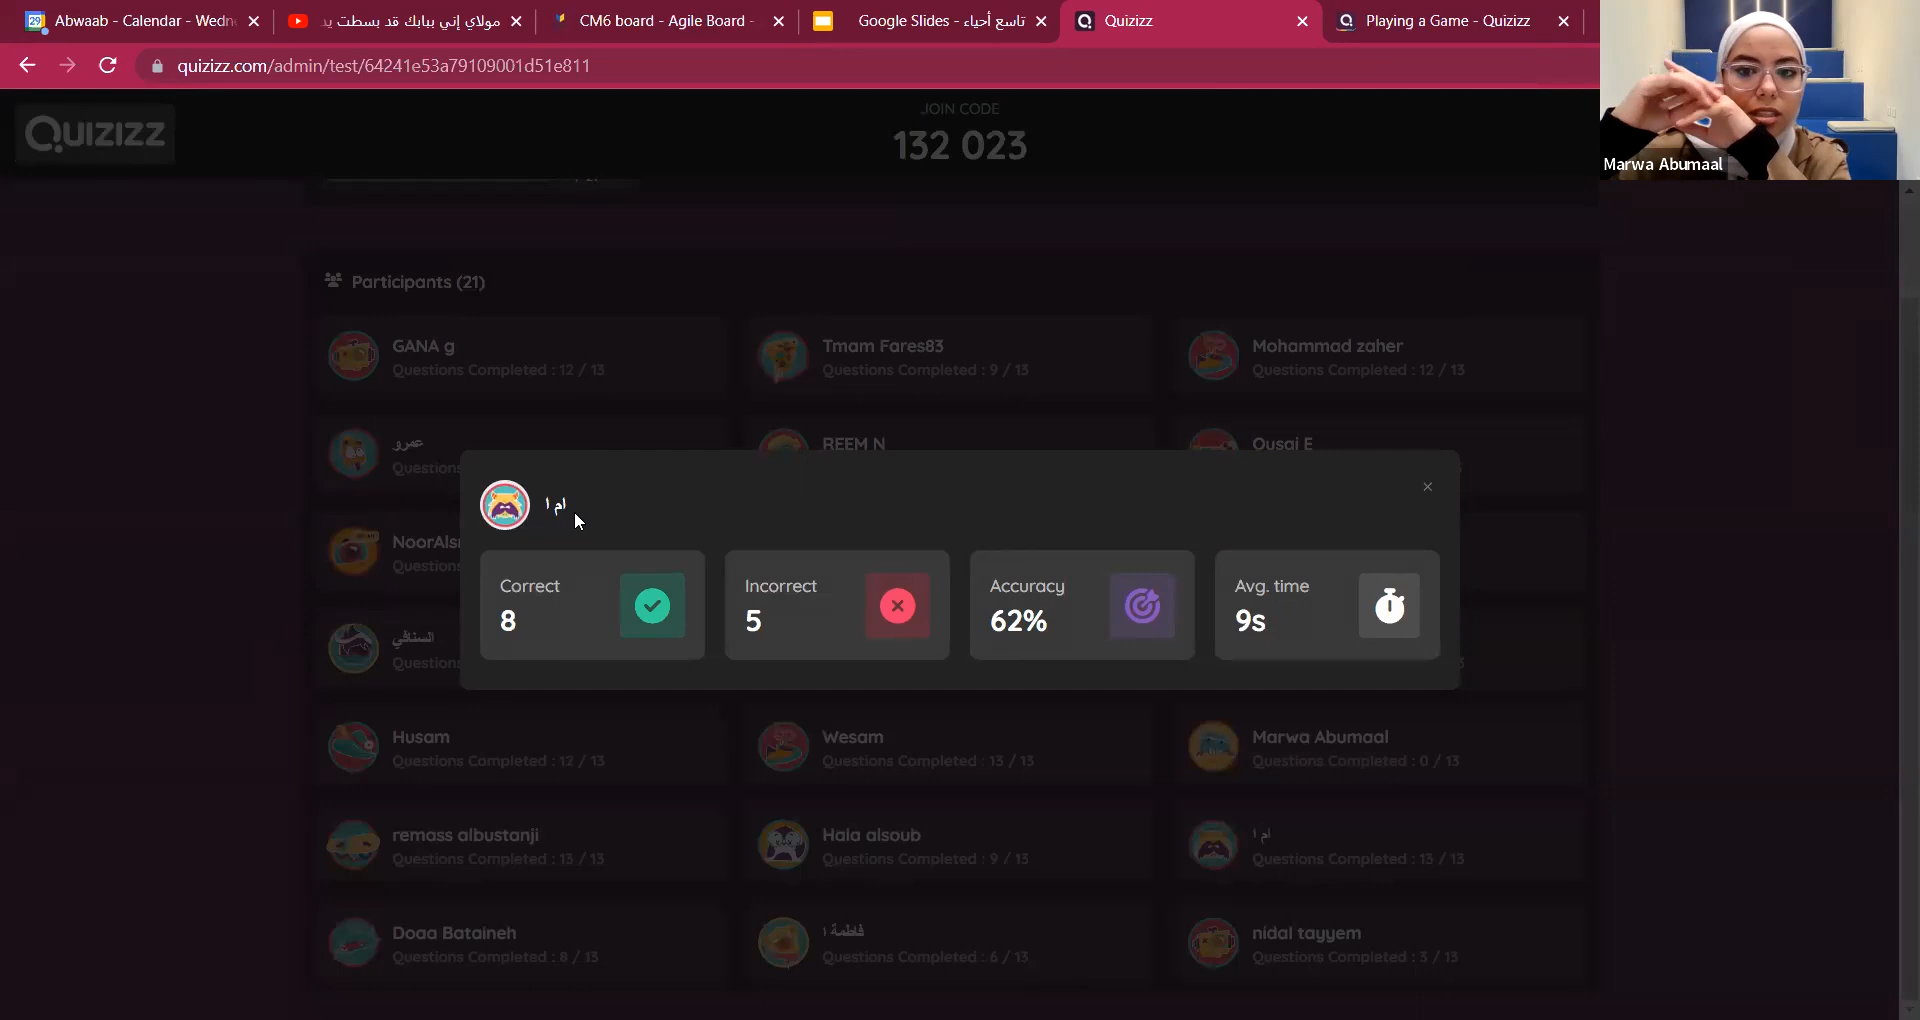 Abwaab - Calendar - Wedn
مولاي إني ببابك قد بسطت يد
CM6 board - Agile Board -
تاسع أحياء - Google Slides
Quizizz
Playing a Game - Quizizz
quizizz.com/admin/test/64241e53a79109001d51e811
Marwa Abumaal
Quizizz
JOIN CODE
132 023
Participants (21)
GANA g
Questions Completed : 12 / 13
Tmam Fares83
Questions Completed : 9 / 13
Mohammad zaher
Questions Completed : 12 / 13
عمرو
Questions
REEM N
Ousai E
ام ا
Correct
8
Incorrect
5
Accuracy
62%
Avg. time
9s
NoorAls
Questions
Questions
Husam
Questions Completed : 12 / 13
Wesam
Questions Completed : 13 / 13
Marwa Abumaal
Questions Completed : 0 / 13
remass albustanji
Questions Completed : 13 / 13
Hala alsoub
Questions Completed : 9 / 13
ام ا
Questions Completed : 13 / 13
Doaa Bataineh
Questions Completed : 8 / 13
فاطمة ا
Questions Completed : 6 / 13
nidal tayyem
Questions Completed : 3 / 13